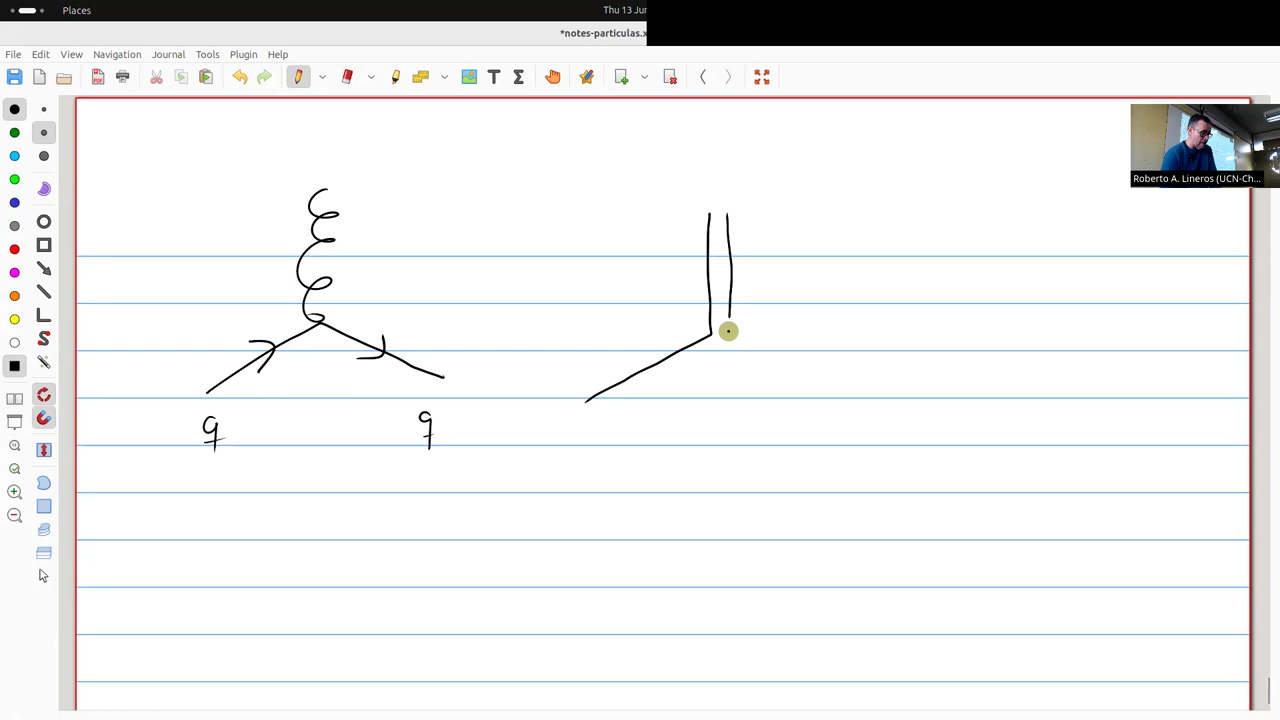 Places
Thu 13 Jun
*notes-particulas.x
File Edit View Navigation Journal Tools Plugin Help
Roberto A. Lineros (UCN-Ch...
q q